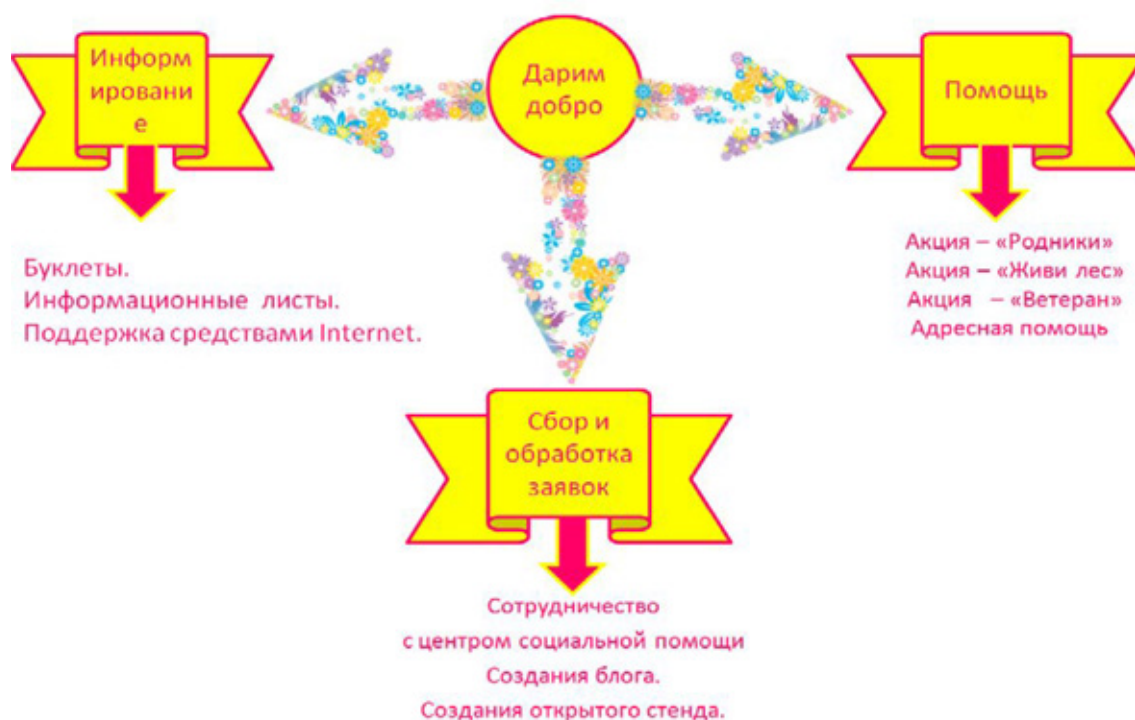 Информ
ировани
е
Дарим
добро
Помощь
Буклеты.
Информационные листы.
Поддержка средствами Internet.
Акция – «Родники»
Акция – «Живи лес»
Акция – «Ветеран»
Адресная помощь
Сбор и
обработка
заявок
Сотрудничество
с центром социальной помощи
Создания блога.
Создания открытого стенда.